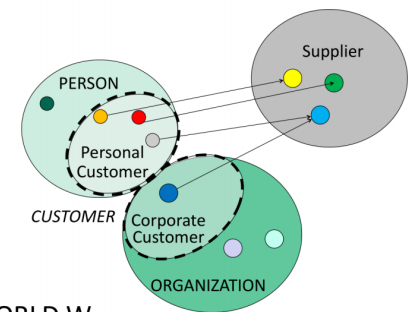 Supplier
PERSON
Personal
Customer
CUSTOMER
Corporate
Customer
ORGANIZATION